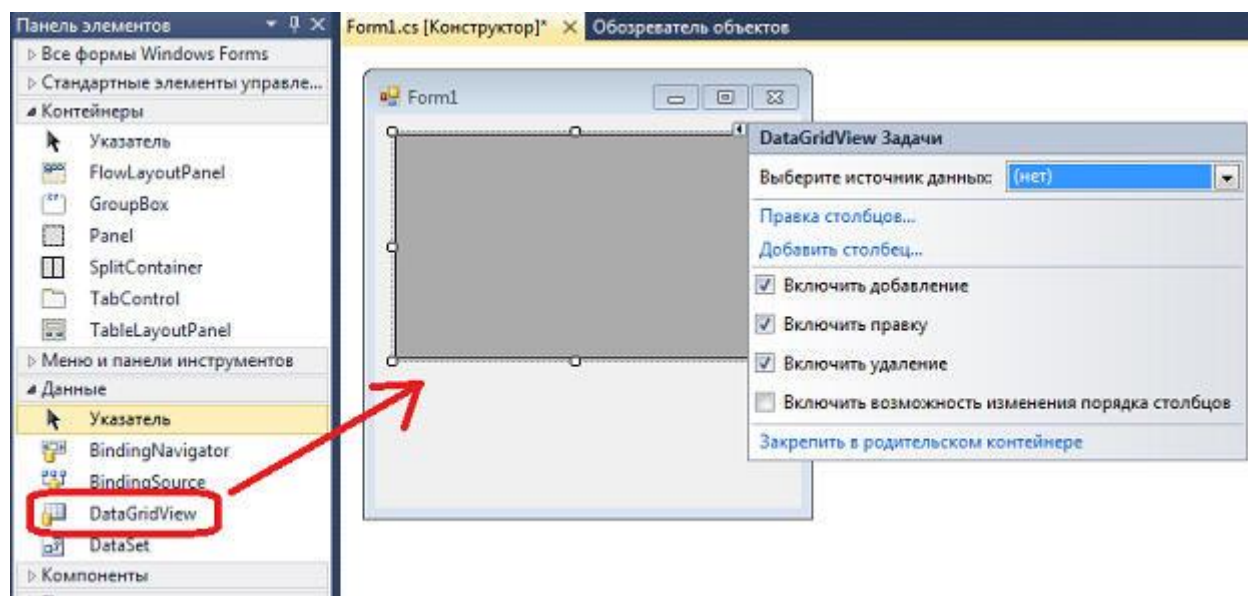 Панель элементов
Form1.cs [Конструктор]*
Обозреватель объектов
Все формы Windows Forms
Стандартные элементы управле...
Контейнеры
Указатель
FlowLayoutPanel
GroupBox
Panel
SplitContainer
TabControl
TableLayoutPanel
Меню и панели инструментов
Данные
Указатель
BindingNavigator
BindingSource
DataGridView
DataSet
Компоненты
Form1
DataGridView Задачи
Выберите источник данных: (нет)
Правка столбцов...
Добавить столбец...
Включить добавление
Включить правку
Включить удаление
Включить возможность изменения порядка столбцов
Закрепить в родительском контейнере